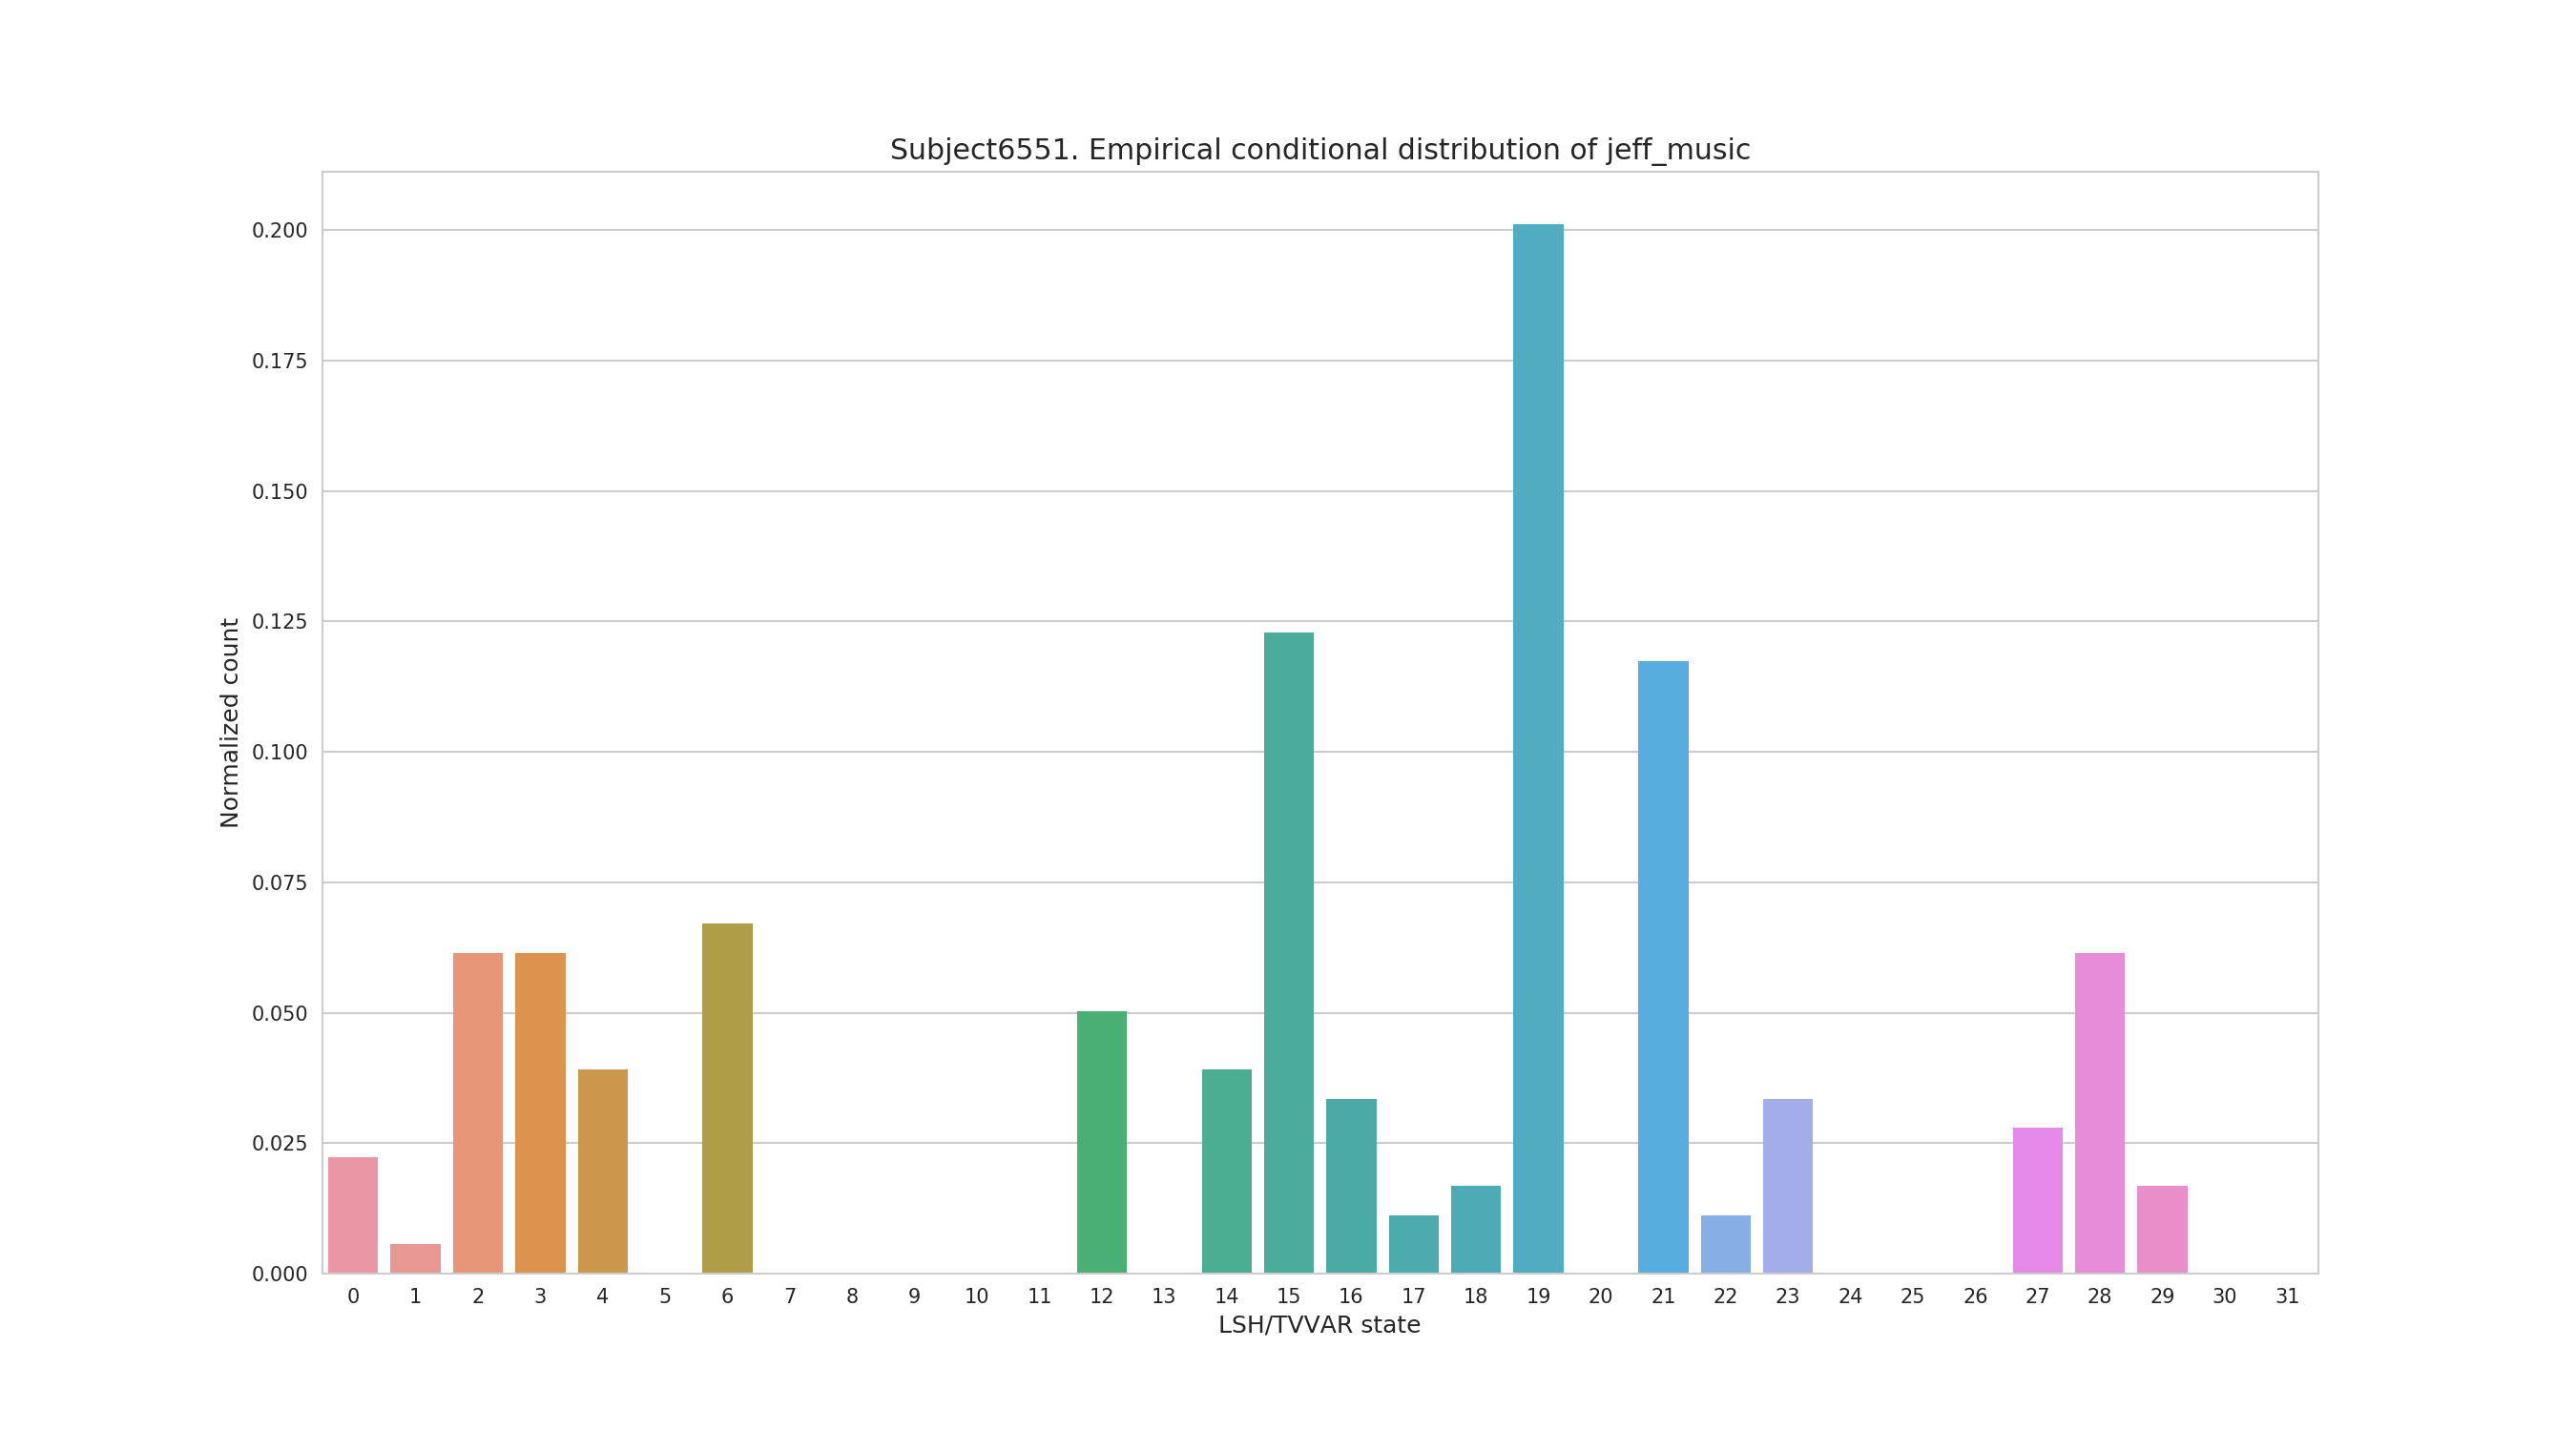 Subject6551. Empirical conditional distribution of jeff_music
Normalized count
0.200
0.175
0.150
0.125
0.100
0.075
0.050
0.025
0.000
0 1 2 3 4 5 6 7 8 9 10 11 12 13 14 15 16 17 18 19 20 21 22 23 24 25 26 27 28 29 30 31
LSH/TVVAR state